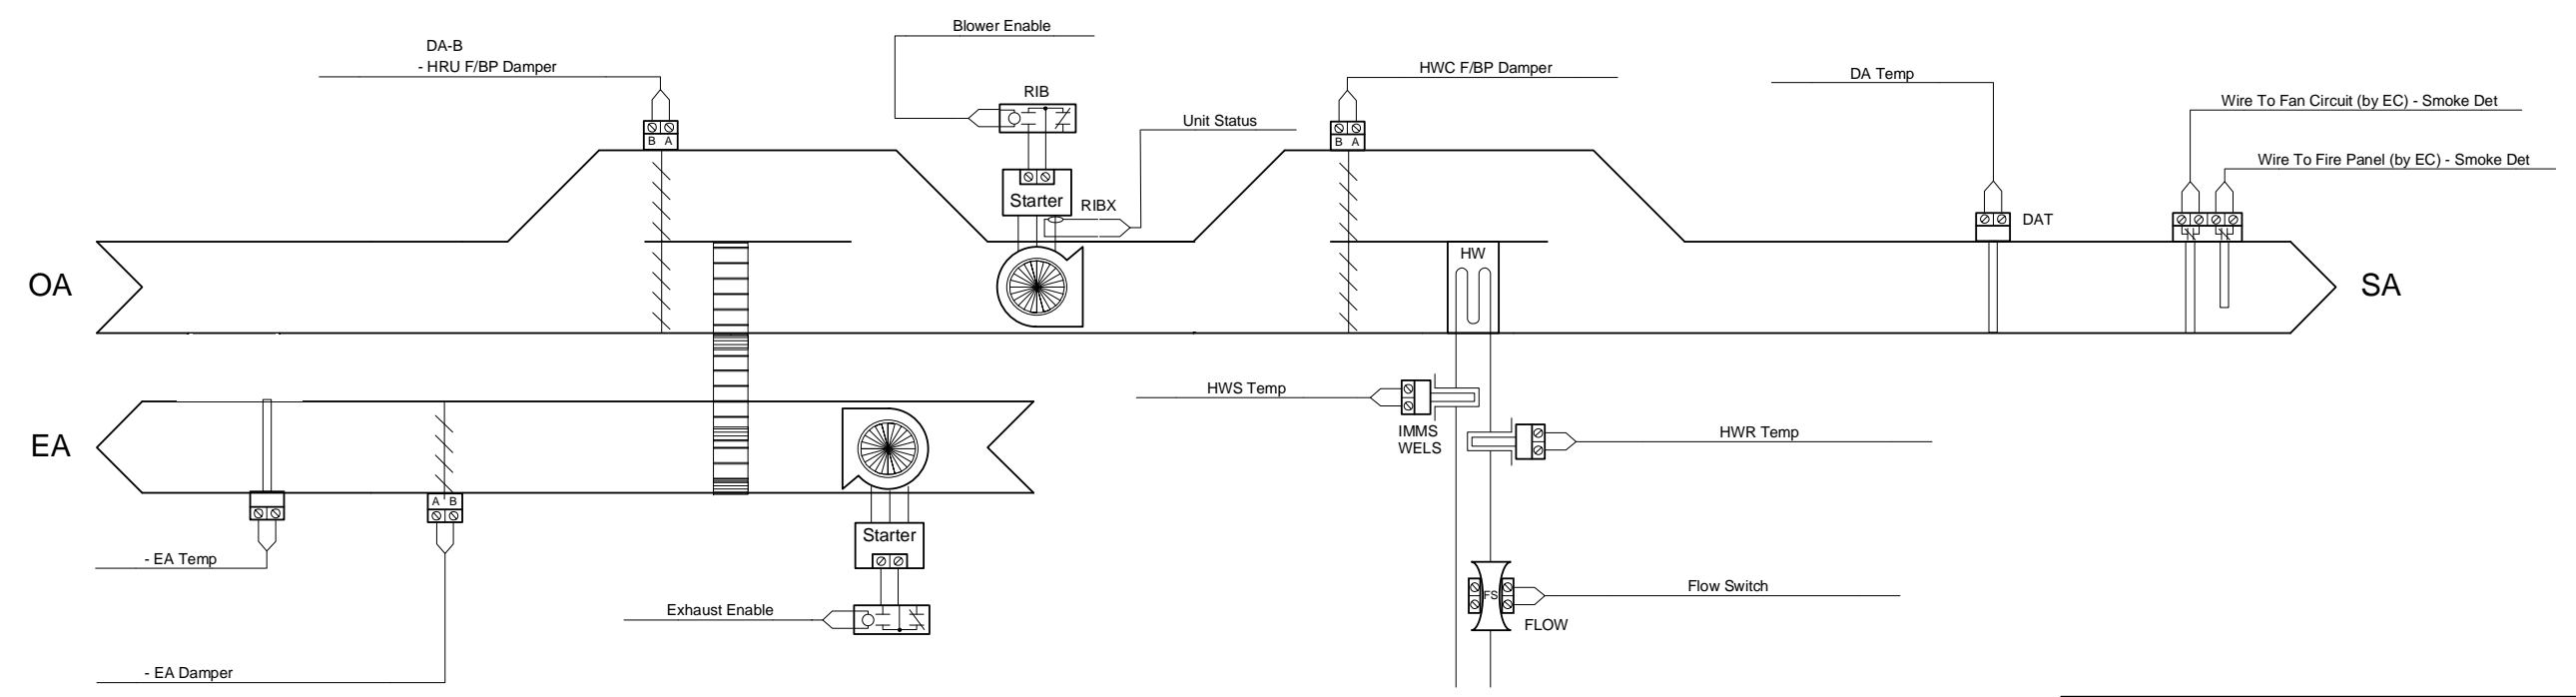 Blower Enable
DA-B
- HRU F/BP Damper
HWC F/BP Damper
DA Temp
RIB
Wire To Fan Circuit (by EC) - Smoke Det
Unit Status
B A
B A
Wire To Fire Panel (by EC) - Smoke Det
Starter
RIBX
DAT
HW
OA
SA
HWS Temp
IMMS
WELS
HWR Temp
EA
A B
Starter
- EA Temp
Flow Switch
FS
Exhaust Enable
FLOW
- EA Damper